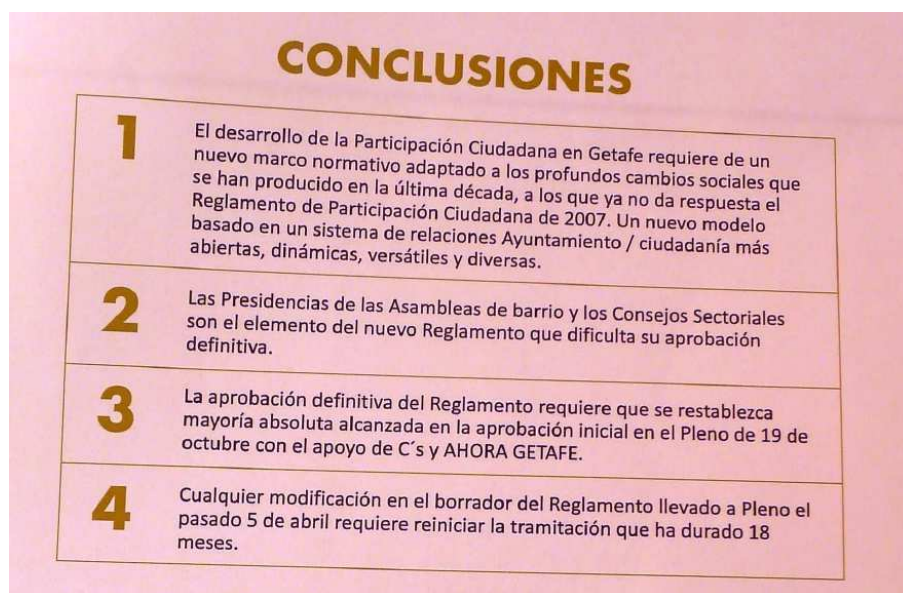 CONCLUSIONES
1
El desarrollo de la Participación Ciudadana en Getafe requiere de un
nuevo marco normativo adaptado a los profundos cambios sociales que
se han producido en la última década, a los que ya no da respuesta el
Reglamento de Participación Ciudadana de 2007. Un nuevo modelo
basado en un sistema de relaciones Ayuntamiento / ciudadanía más
abiertas, dinámicas, versátiles y diversas.
2
Las Presidencias de las Asambleas de barrio y los Consejos Sectoriales
son el elemento del nuevo Reglamento que dificulta su aprobación
definitiva.
3
La aprobación definitiva del Reglamento requiere que se restablezca
mayoría absoluta alcanzada en la aprobación inicial en el Pleno de 19 de
octubre con el apoyo de C´s y AHORA GETAFE.
4
Cualquier modificación en el borrador del Reglamento llevado a Pleno el
pasado 5 de abril requiere reiniciar la tramitación que ha durado 18
meses.